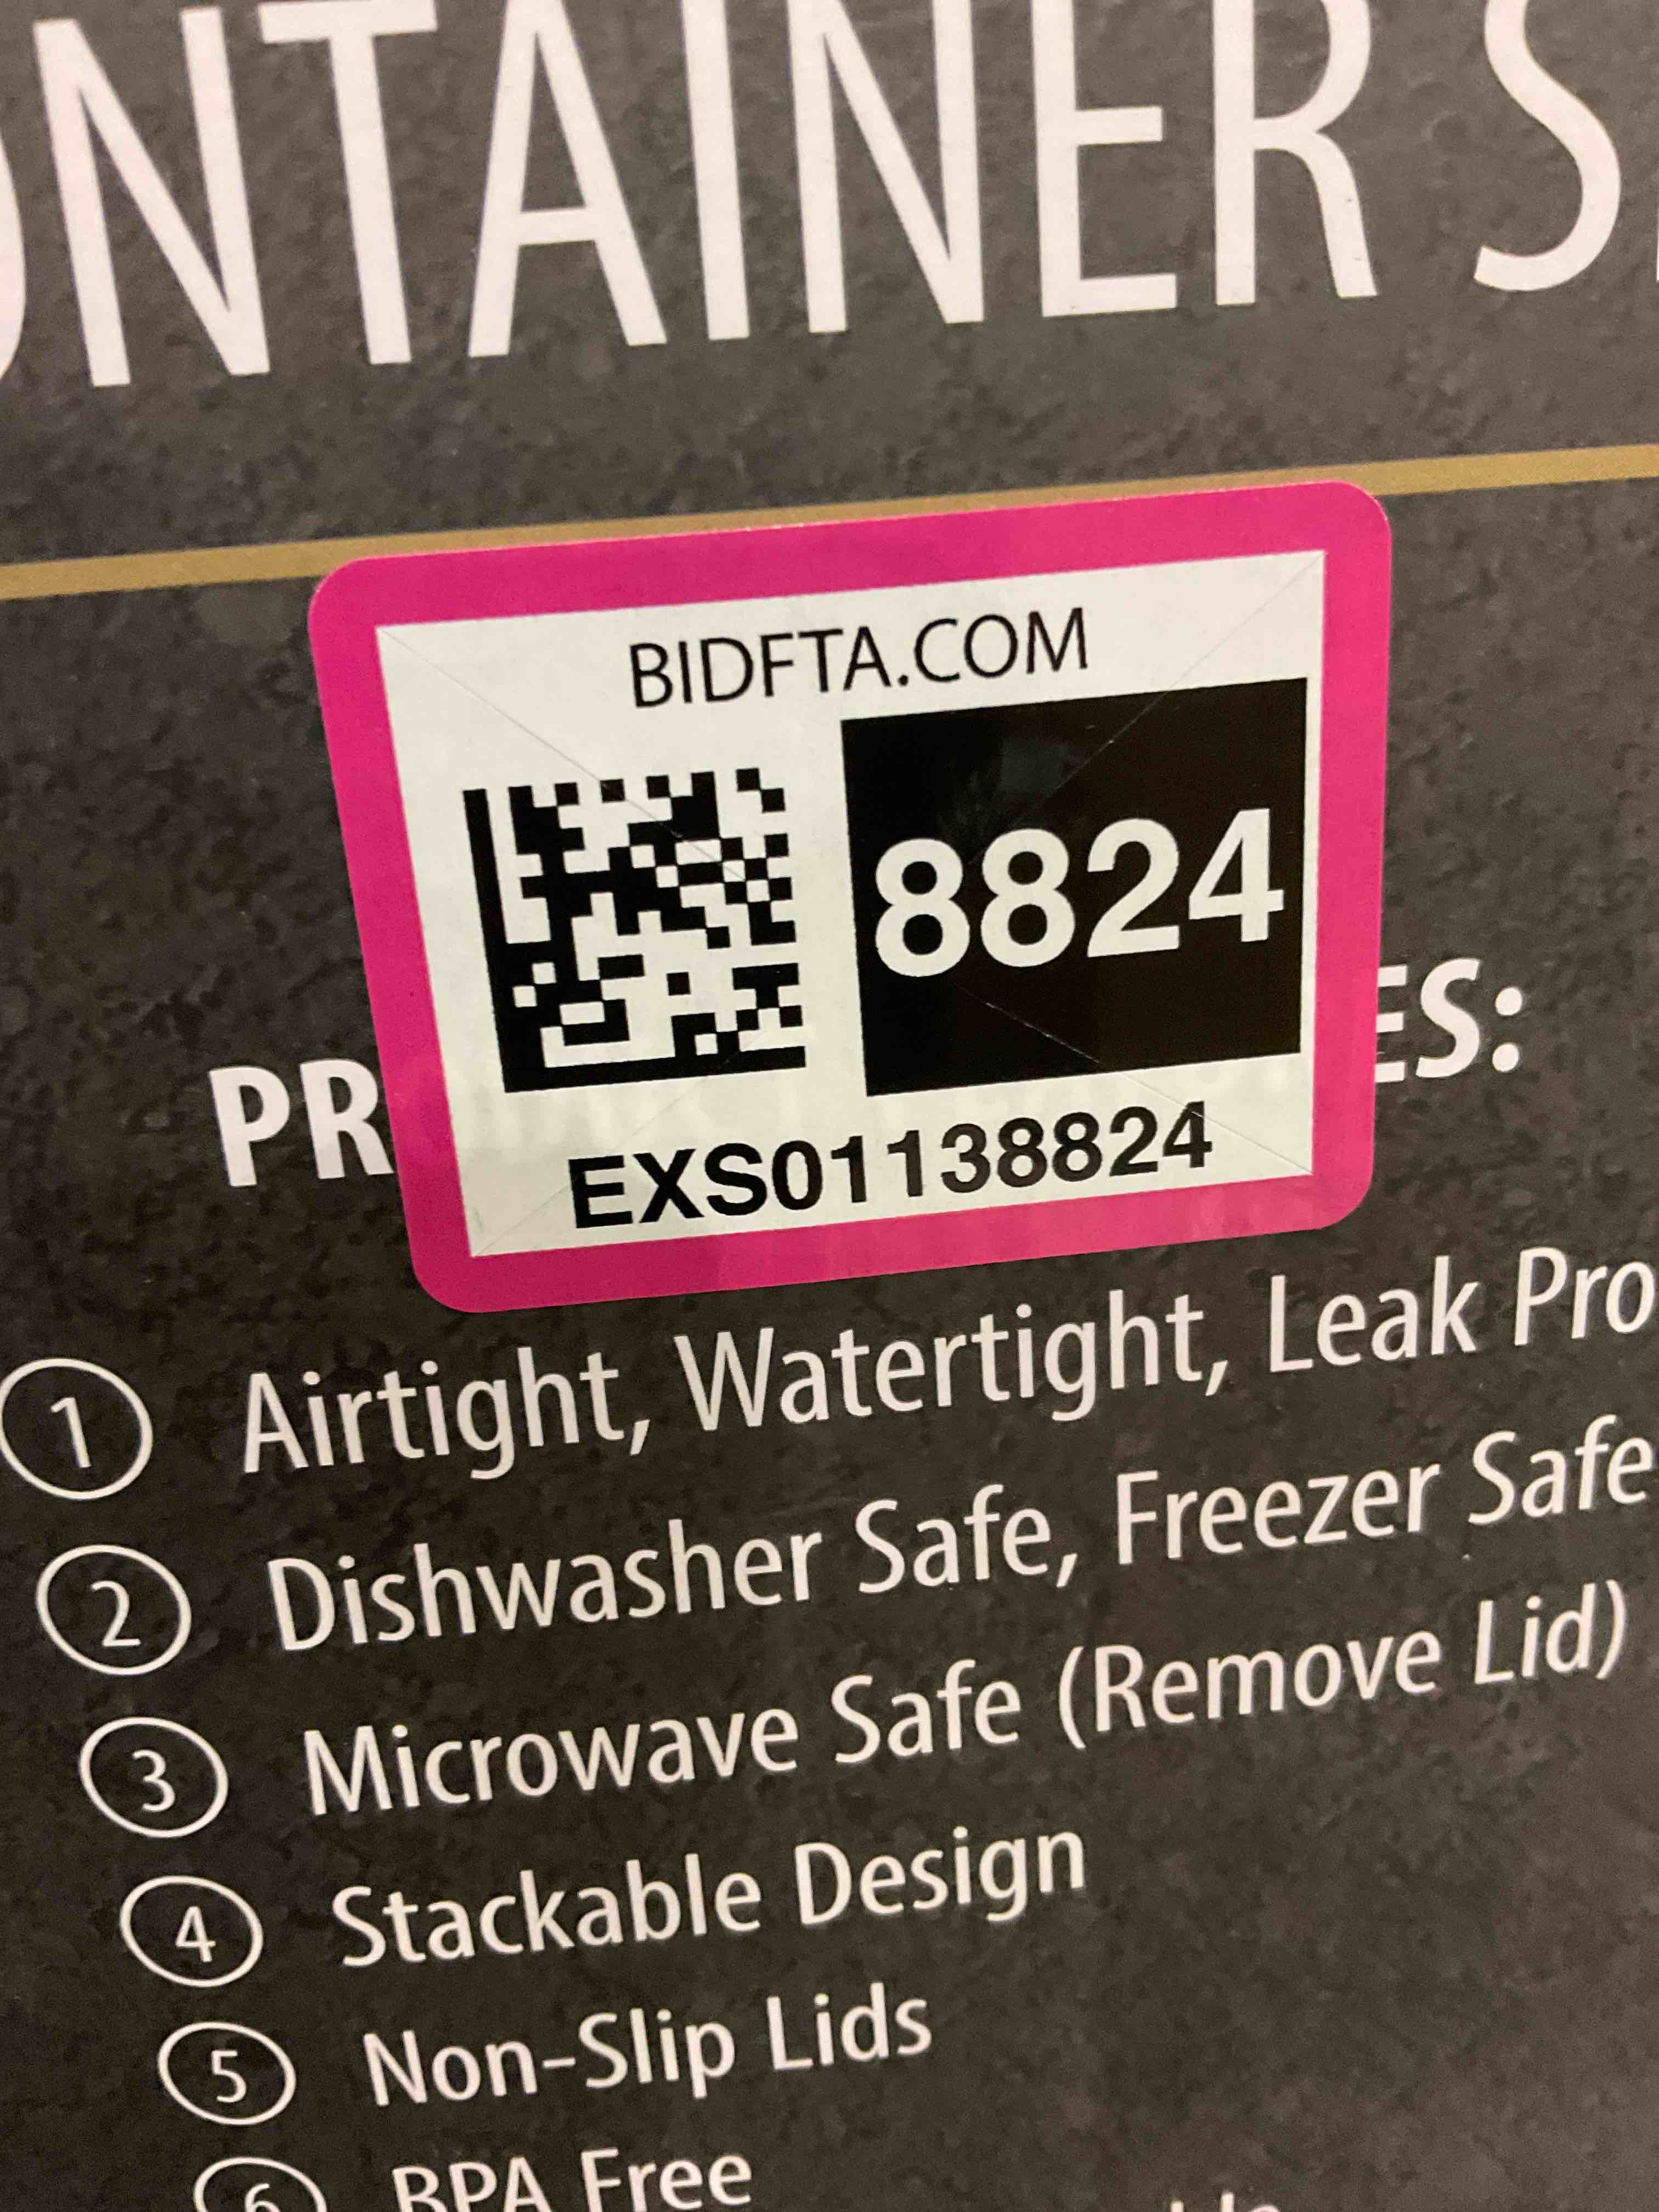 ONTAINER S
BIDFTA.COM
8824
EXS01138824
PR ES:
1 Airtight, Watertight, Leak Pro
2 Dishwasher Safe, Freezer Safe
3 Microwave Safe (Remove Lid)
4 Stackable Design
5 Non-Slip Lids
6 BPA Free